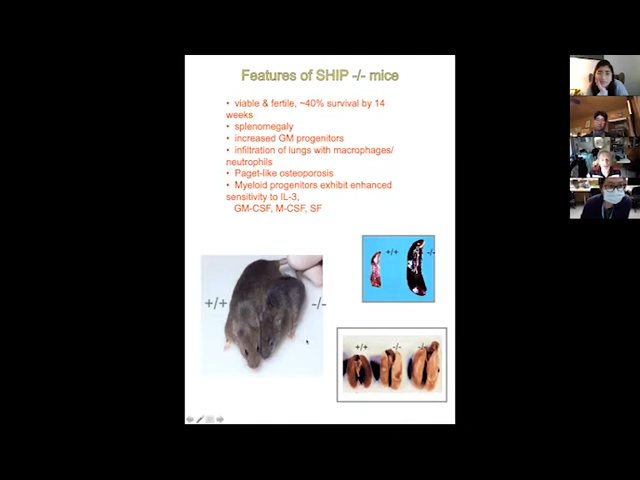 Features of SHIP -/- mice
• viable & fertile, ~40% survival by 14
weeks
• splenomegaly
• increased GM progenitors
• infiltration of lungs with macrophages/
neutrophils
• Paget-like osteoporosis
• Myeloid progenitors exhibit enhanced
sensitivity to IL-3,
GM-CSF, M-CSF, SF
+/+ -/-
+/+ -/-
+/+ -/- -/-